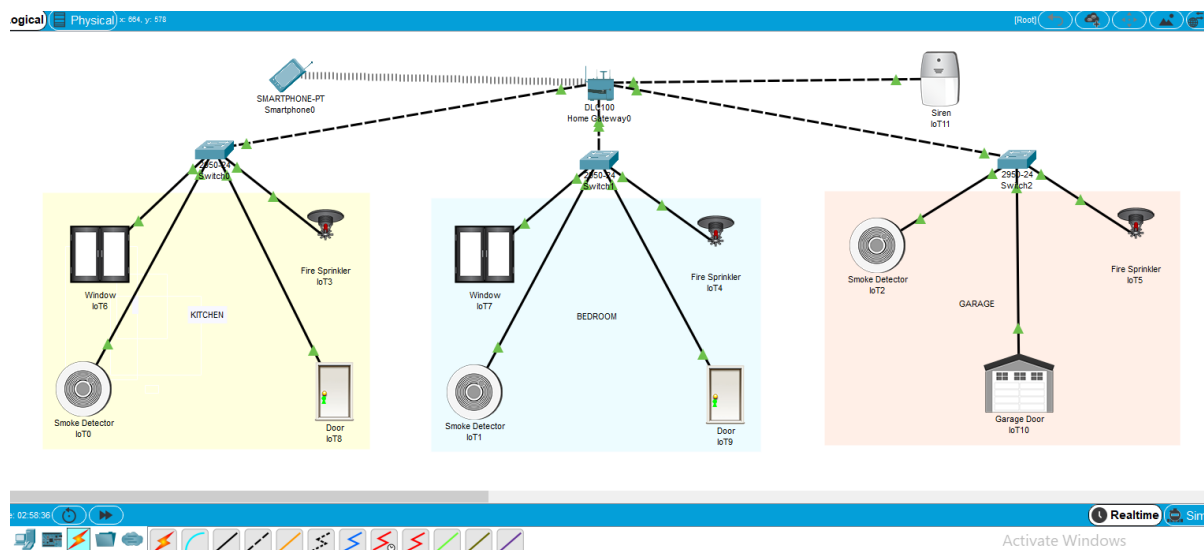 ogical Physical x: 664, y: 578 [Root]
SMARTPHONE-PT
Smartphone0
DLC100
Home Gateway0
Siren
IoT11
2950-24
Switch0
2950-24
Switch1
2950-24
Switch2
Window
IoT6
Fire Sprinkler
IoT3
KITCHEN
Smoke Detector
IoT0
Door
IoT8
Window
IoT7
Fire Sprinkler
IoT4
BEDROOM
Smoke Detector
IoT1
Door
IoT9
Smoke Detector
IoT2
Fire Sprinkler
IoT5
GARAGE
Garage Door
IoT10
e: 02:58:36 Realtime Sim
Activate Windows